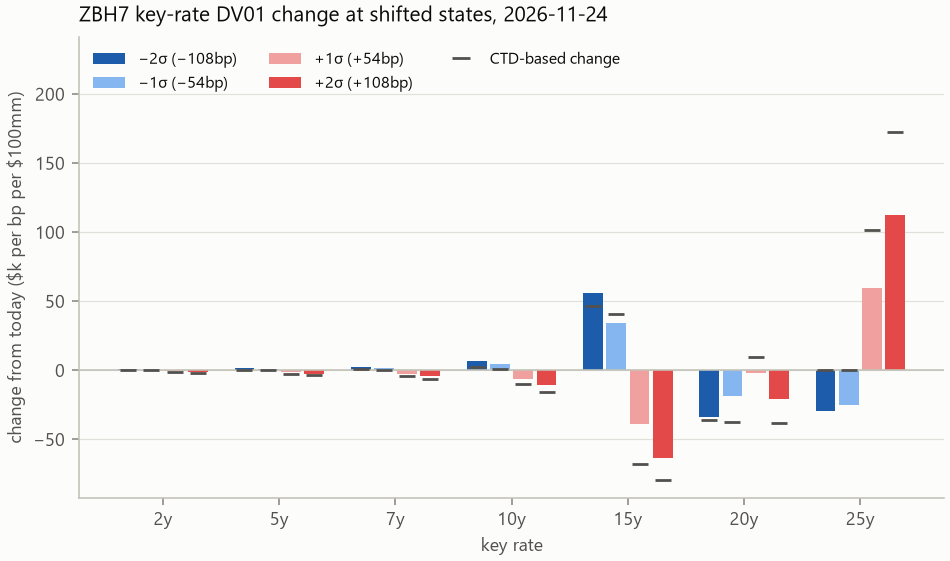 ZBH7 key-rate DV01 change at shifted states, 2026-11-24
−2σ (−108bp)
−1σ (−54bp)
+1σ (+54bp)
+2σ (+108bp)
CTD-based change
change from today ($k per bp per $100mm)
200
150
100
50
0
−50
2y
5y
7y
10y
15y
20y
25y
key rate